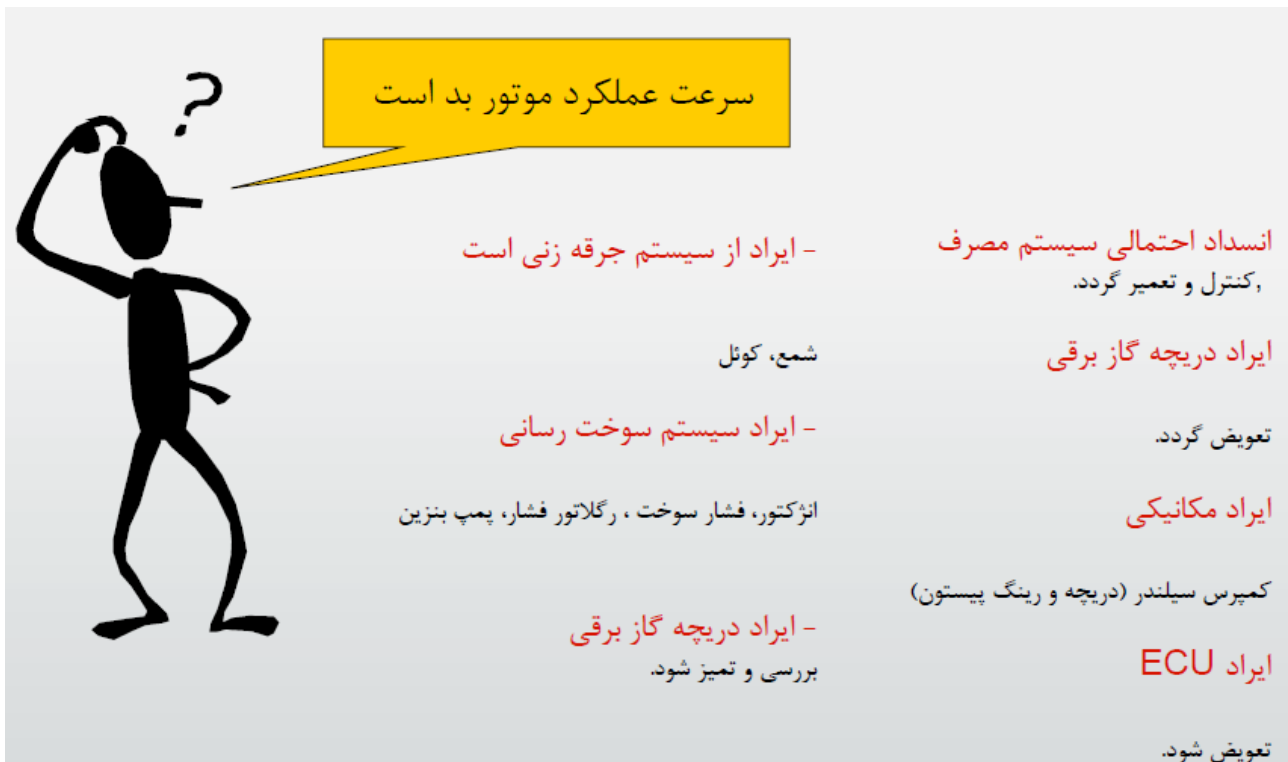 ?
سرعت عملکرد موتور بد است
انسداد احتمالی سیستم مصرف
,کنترل و تعمیر گردد.
ایراد دریچه گاز برقی
تعویض گردد.
ایراد مکانیکی
کمپرس سیلندر (دریچه و رینگ پیستون)
ایراد ECU
تعویض شود.
- ایراد از سیستم جرقه زنی است
شمع، کوئل
- ایراد سیستم سوخت رسانی
انژکتور، فشار سوخت ، رگلاتور فشار، پمپ بنزین
- ایراد دریچه گاز برقی
بررسی و تمیز شود.